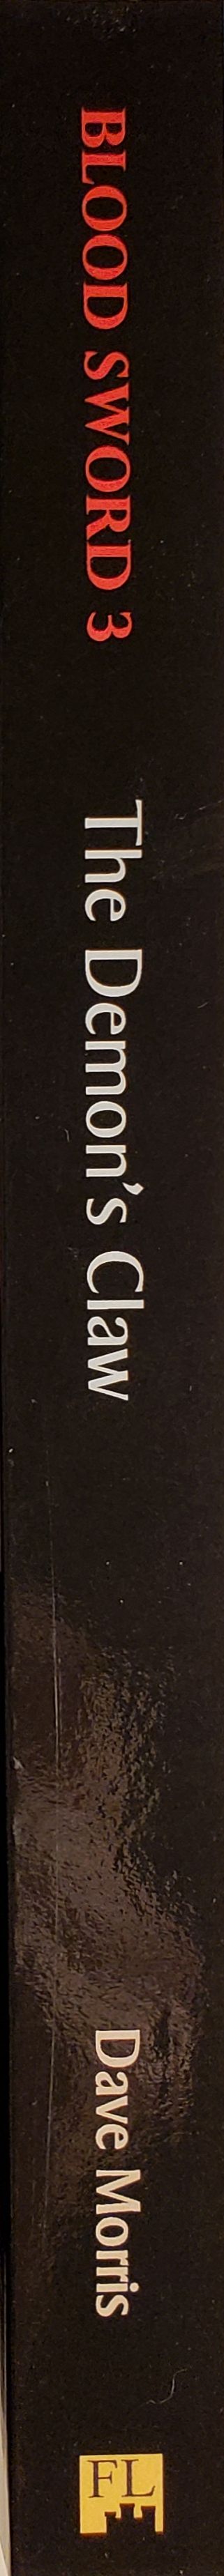 BLOOD SWORD 3
The Demon's Claw
Dave Morris
FL